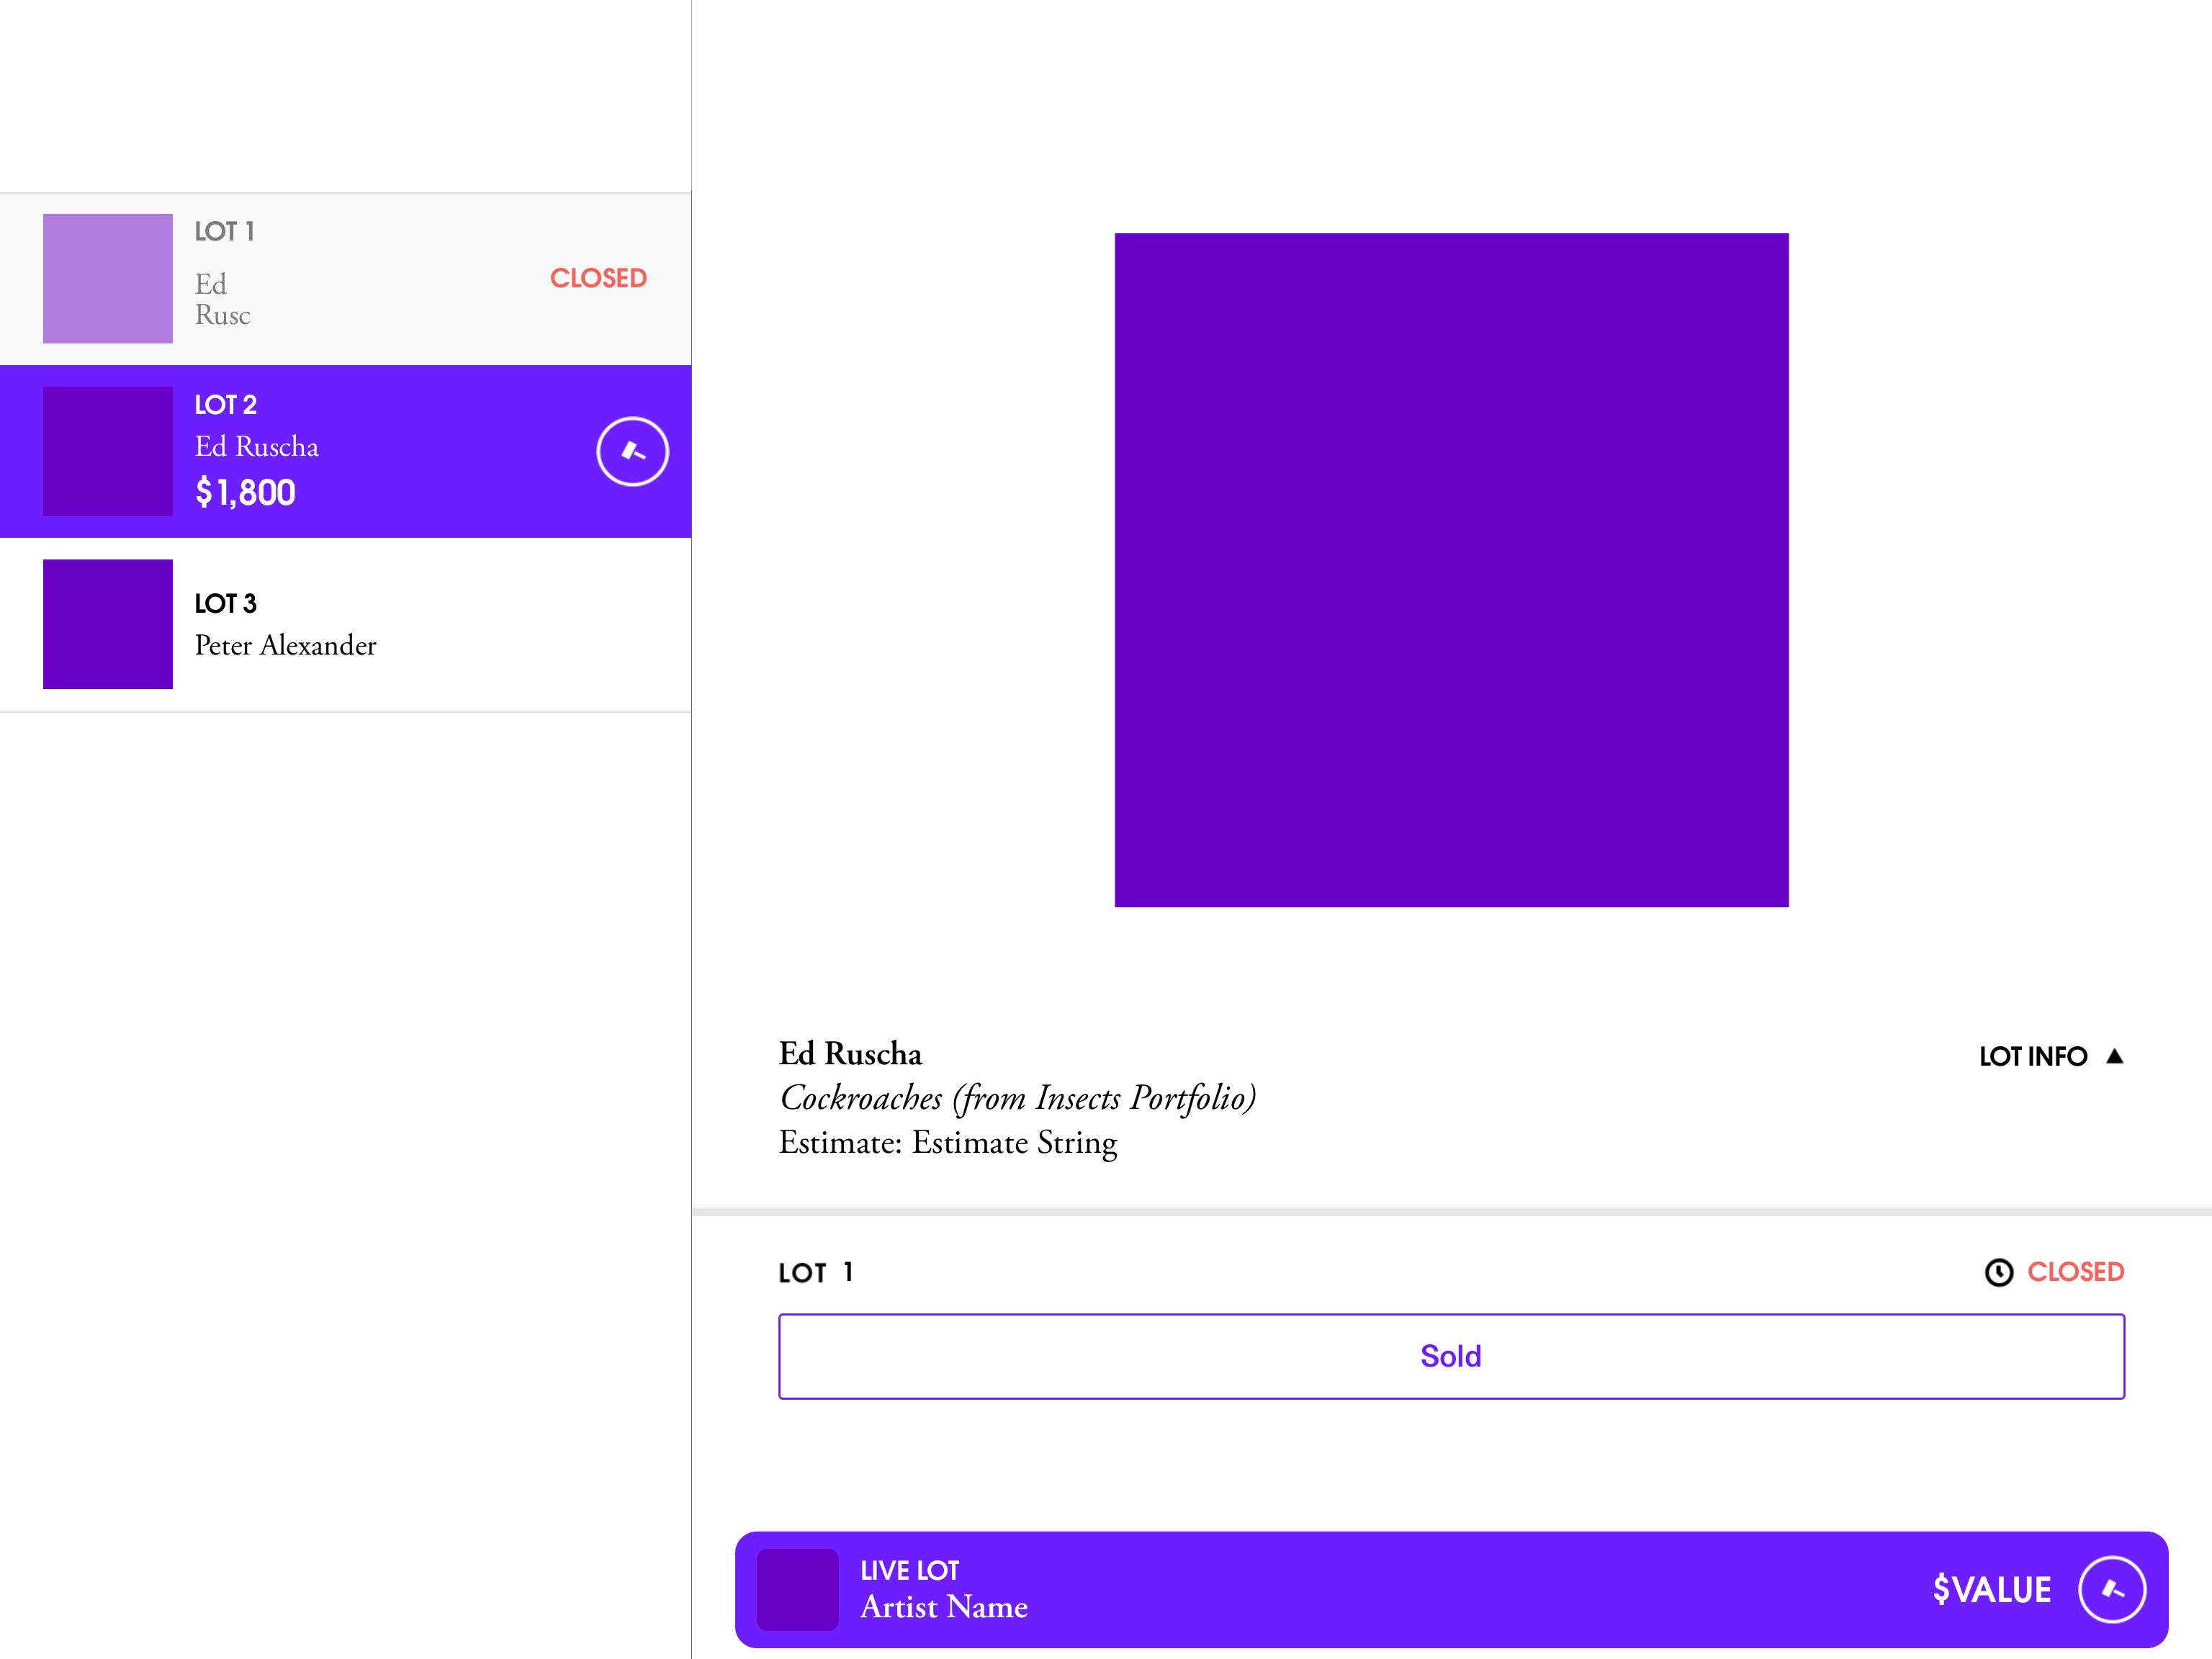 LOT 1
Ed
Rusc
CLOSED
LOT 2
Ed Ruscha
$1,800
LOT 3
Peter Alexander
Ed Ruscha
LOT INFO
Cockroaches (from Insects Portfolio)
Estimate: Estimate String
LOT 1
CLOSED
Sold
LIVE LOT
Artist Name
$VALUE